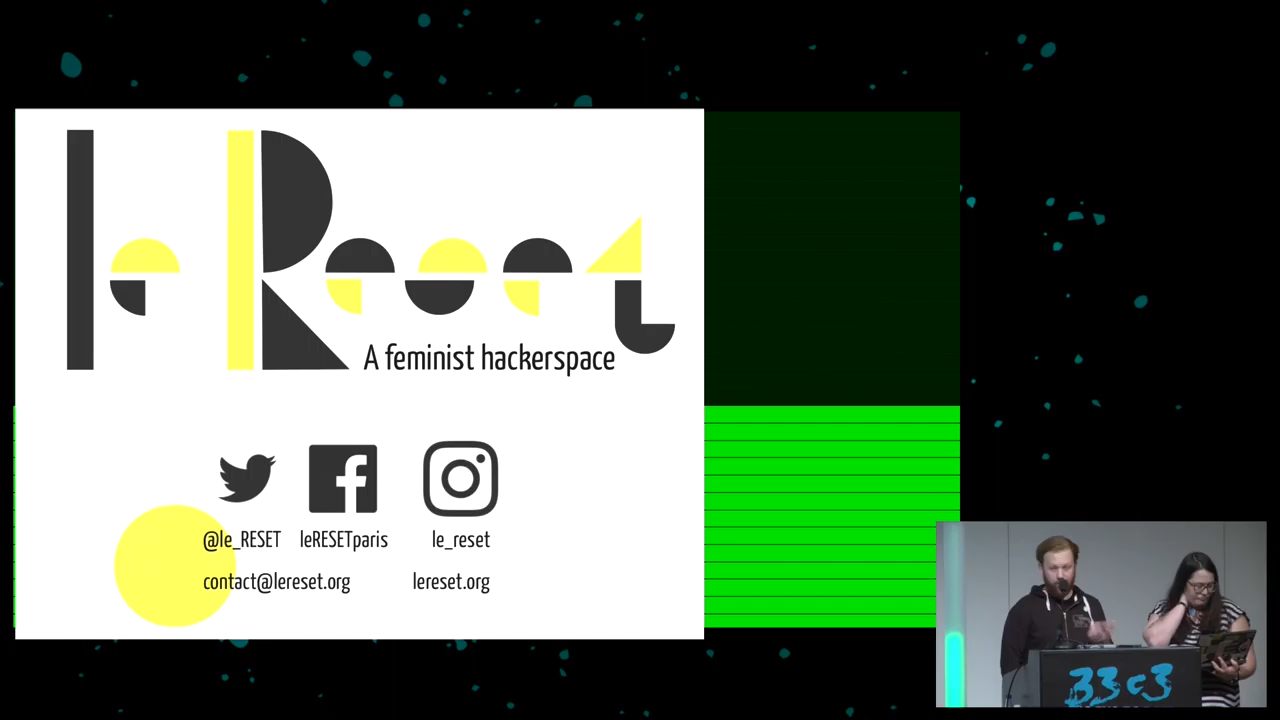 le Reset
A feminist hackerspace
@le_RESET leRESETparis le_reset
contact@lereset.org lereset.org
33c3